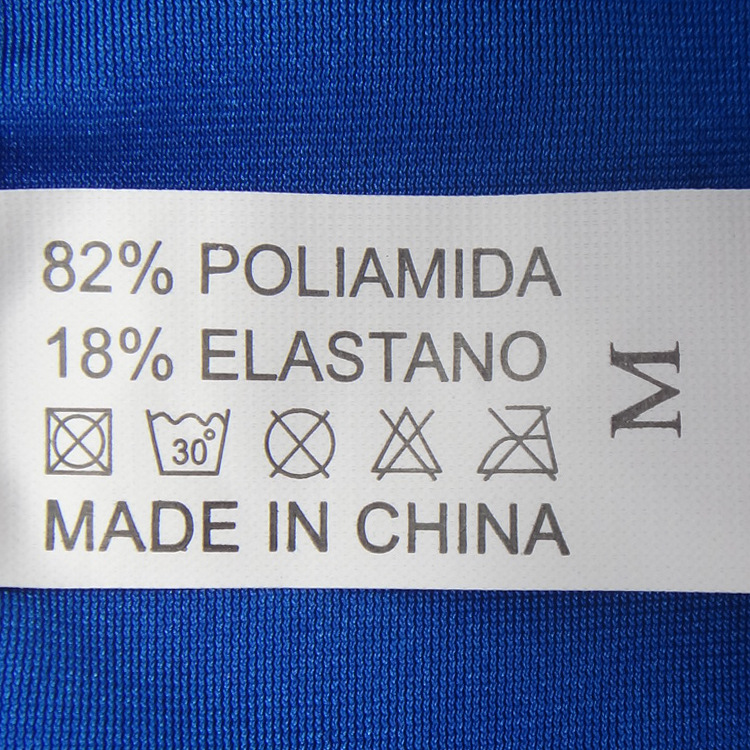 82% POLIAMIDA
18% ELASTANO
30°
MADE IN CHINA
M